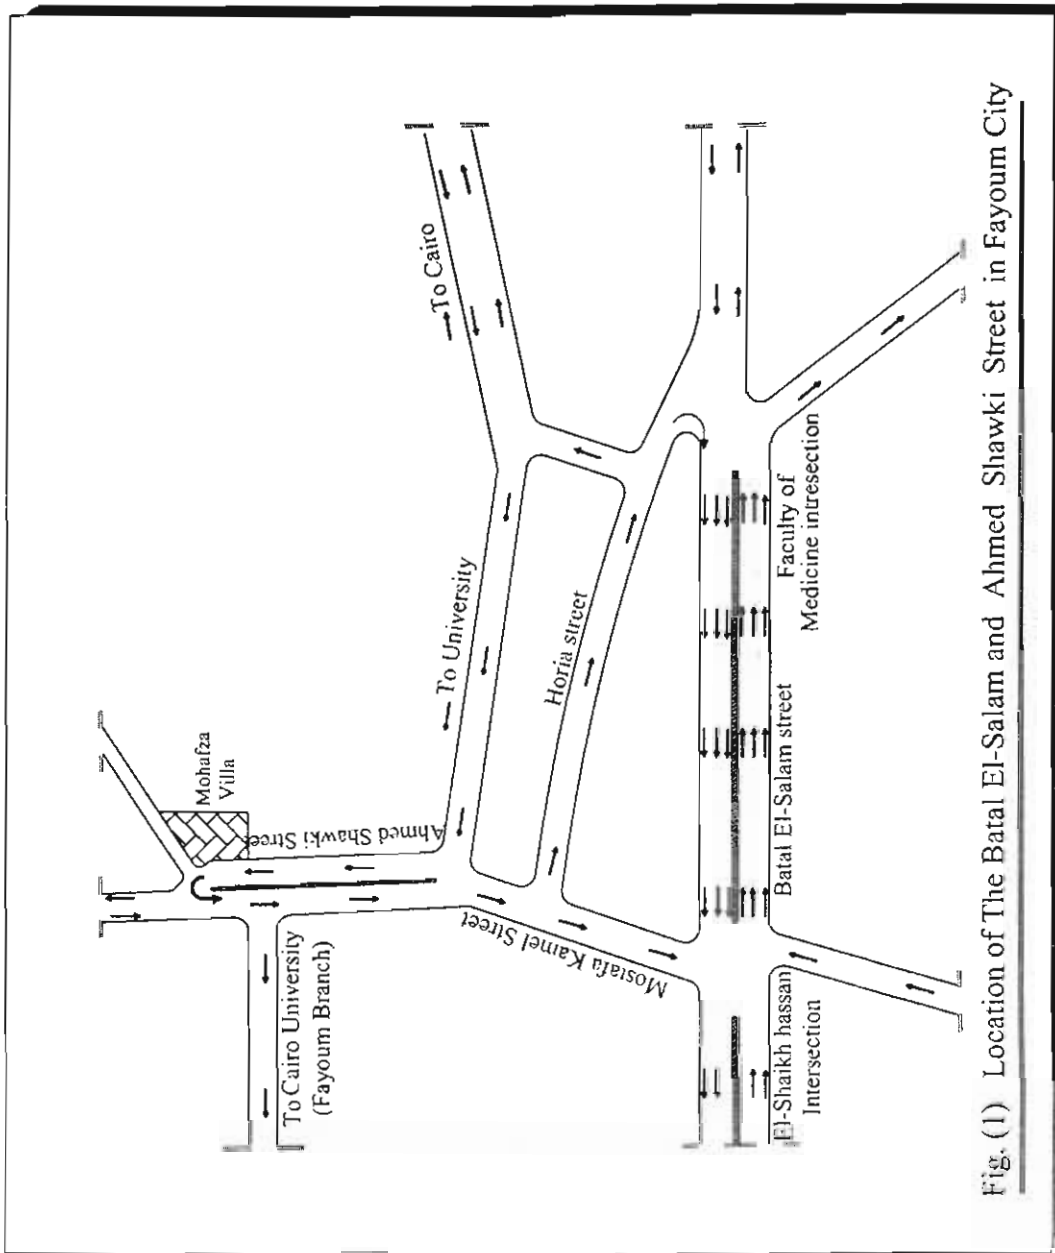 To Cairo
To University
Horia street
Mohafza
Villa
Ahmed Shawki Street
Mostafa Kamel Street
To Cairo University
(Fayoum Branch)
Faculty of
Medicine intresection
Batal El-Salam street
El-Shaikh hassan
Intersection
Fig. (1) Location of The Batal El-Salam and Ahmed Shawki Street in Fayoum City